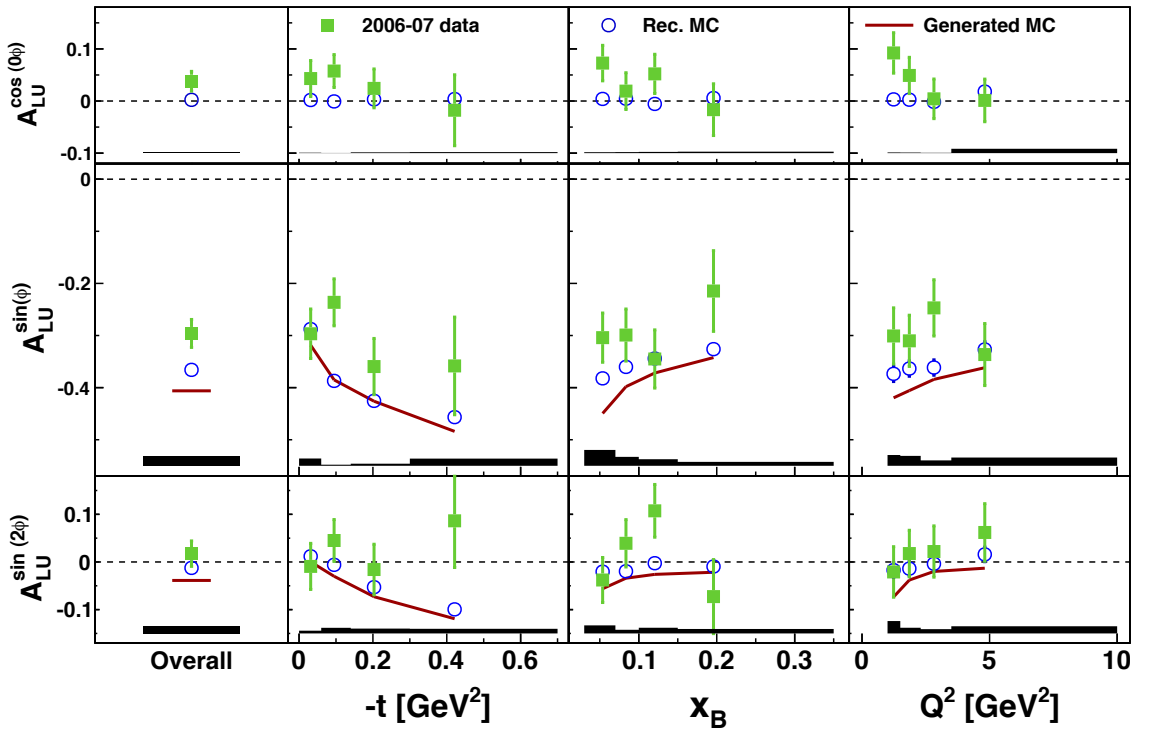 2006-07 data
Rec. MC
Generated MC
A_LU^cos (0ϕ)
0.1
0
-0.1
A_LU^sin(ϕ)
0
-0.2
-0.4
A_LU^sin (2ϕ)
0.1
0
-0.1
Overall
0 0.2 0.4 0.6
0.1 0.2 0.3
0 5 10
-t [GeV²]
x_B
Q² [GeV²]